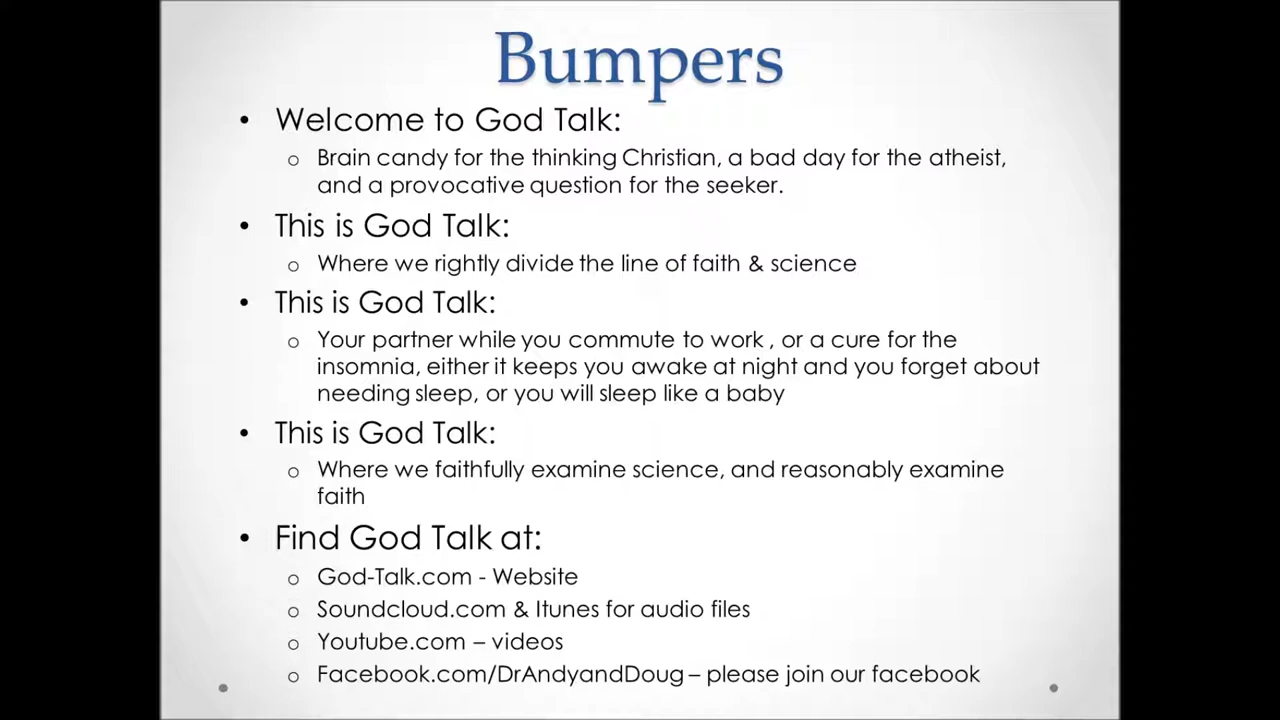 Bumpers
• Welcome to God Talk:
o Brain candy for the thinking Christian, a bad day for the atheist,
and a provocative question for the seeker.
• This is God Talk:
o Where we rightly divide the line of faith & science
• This is God Talk:
o Your partner while you commute to work , or a cure for the
insomnia, either it keeps you awake at night and you forget about
needing sleep, or you will sleep like a baby
• This is God Talk:
o Where we faithfully examine science, and reasonably examine
faith
• Find God Talk at:
o God-Talk.com - Website
o Soundcloud.com & Itunes for audio files
o Youtube.com – videos
o Facebook.com/DrAndyandDoug – please join our facebook